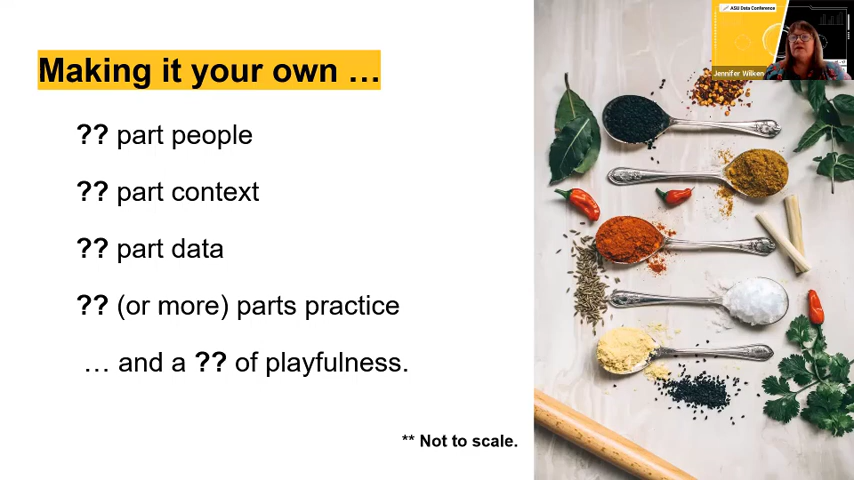 Making it your own …
?? part people
?? part context
?? part data
?? (or more) parts practice
… and a ?? of playfulness.
** Not to scale.
ASU Data Conference
Jennifer Wilken